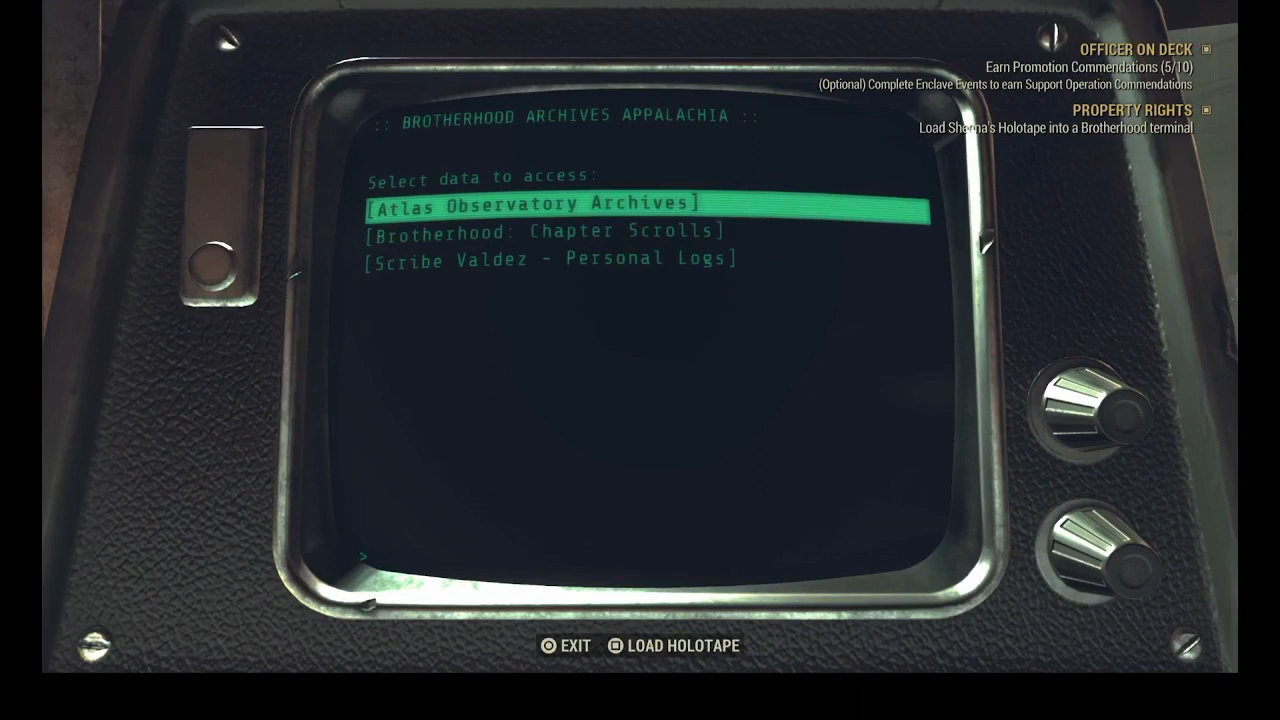 OFFICER ON DECK
Earn Promotion Commendations (5/10)
(Optional) Complete Enclave Events to earn Support Operation Commendations
PROPERTY RIGHTS
Load Sherna's Holotape into a Brotherhood terminal
:: BROTHERHOOD ARCHIVES APPALACHIA ::
Select data to access:
[Atlas Observatory Archives]
[Brotherhood: Chapter Scrolls]
[Scribe Valdez - Personal Logs]
>
EXIT LOAD HOLOTAPE